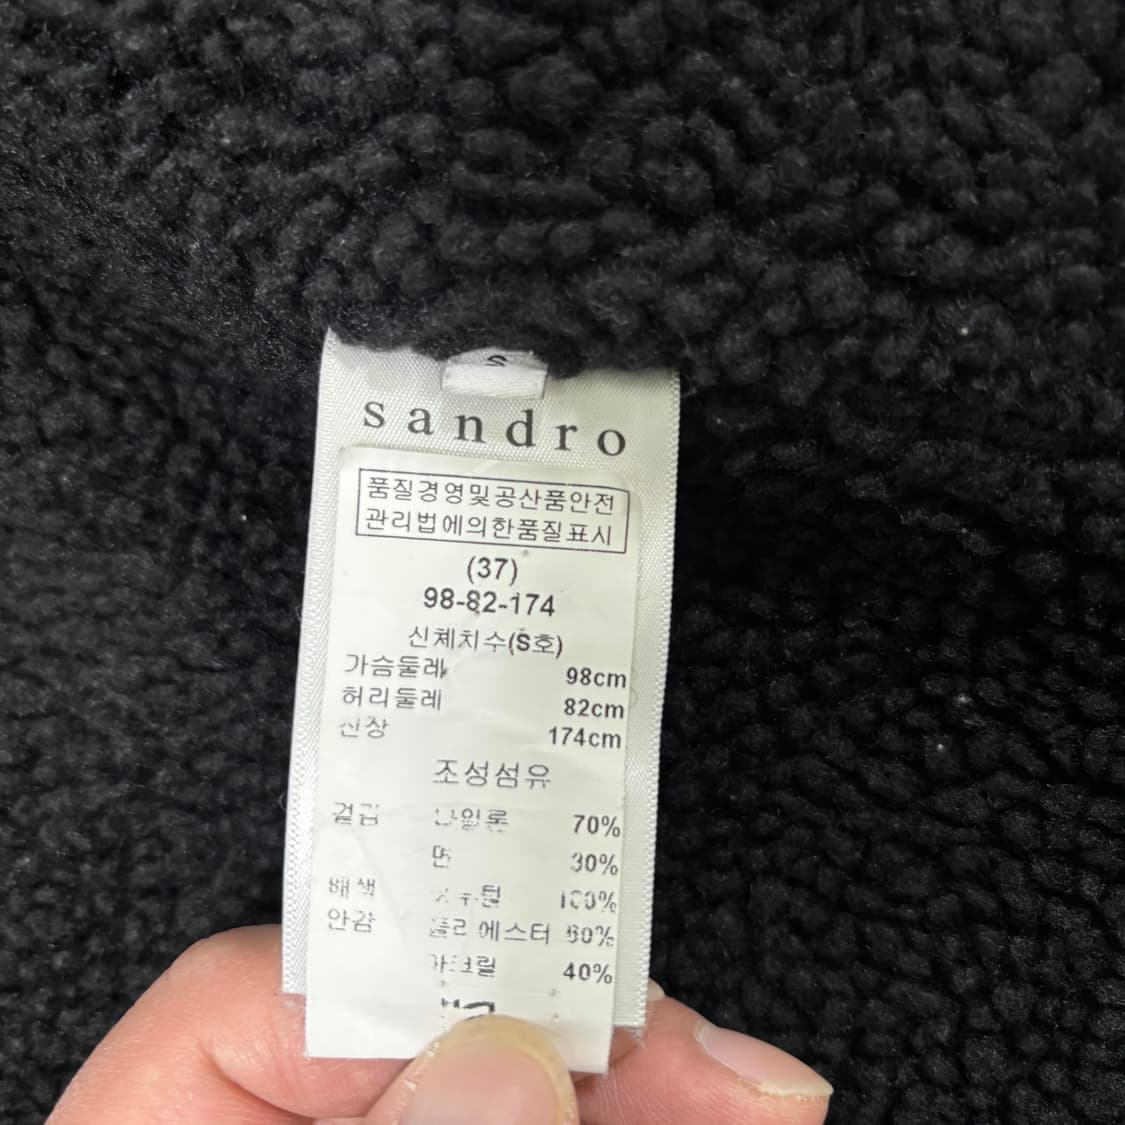 S
sandro
품질경영및공산품안전
관리법에의한품질표시
(37)
98-82-174
신체치수(S호)
가슴둘레 98cm
허리둘레 82cm
신장 174cm
조성섬유
겉감 나일론 70%
면 30%
배색 100%
안감 폴리에스터 60%
아크릴 40%